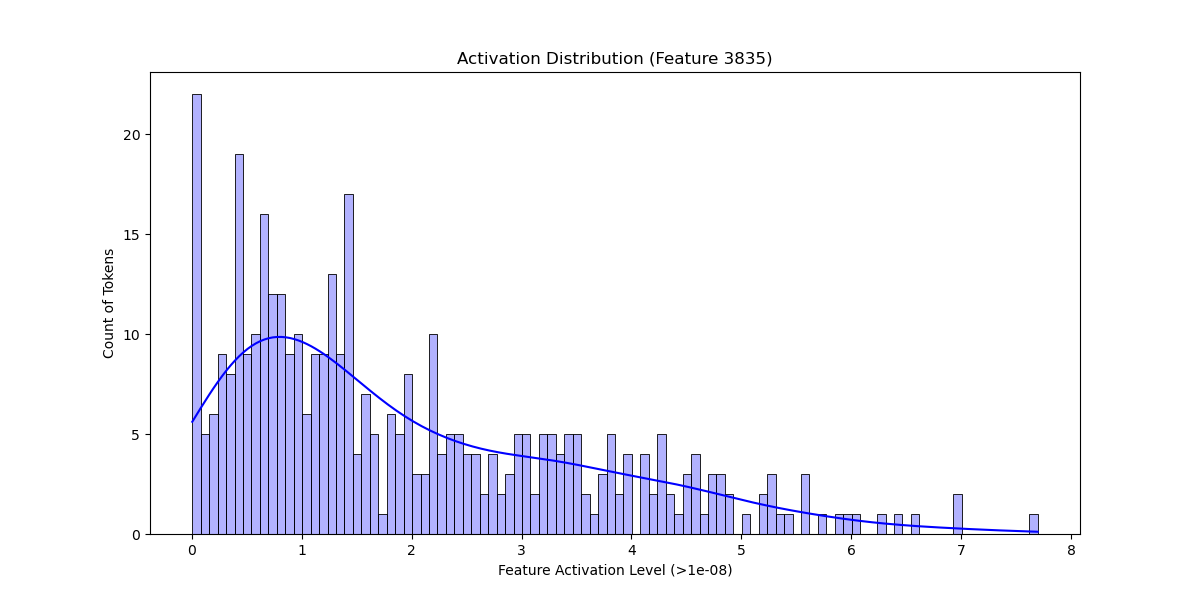 Activation Distribution (Feature 3835)
Count of Tokens
20
15
10
5
0
0 1 2 3 4 5 6 7 8
Feature Activation Level (>1e-08)